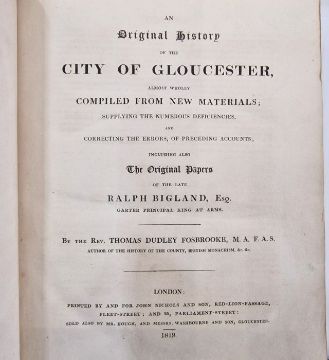 AN
Original History
OF THE
CITY OF GLOUCESTER,
ALMOST WHOLLY
COMPILED FROM NEW MATERIALS;
SUPPLYING THE NUMEROUS DEFICIENCIES,
AND
CORRECTING THE ERRORS, OF PRECEDING ACCOUNTS;
INCLUDING ALSO
The Original Papers
OF THE LATE
RALPH BIGLAND, Esq.
GARTER PRINCIPAL KING AT ARMS.
By the Rev. THOMAS DUDLEY FOSBROOKE, M. A. F. A. S.
AUTHOR OF THE HISTORY OF THE COUNTY, BRITISH MONACHISM, &c. &c.
LONDON:
PRINTED BY AND FOR JOHN NICHOLS AND SON, RED-LION-PASSAGE,
FLEET-STREET; AND 25, PARLIAMENT-STREET:
SOLD ALSO BY MR. ROUGH, AND MESSRS. WASHBOURNE AND SON, GLOUCESTER.
1819.